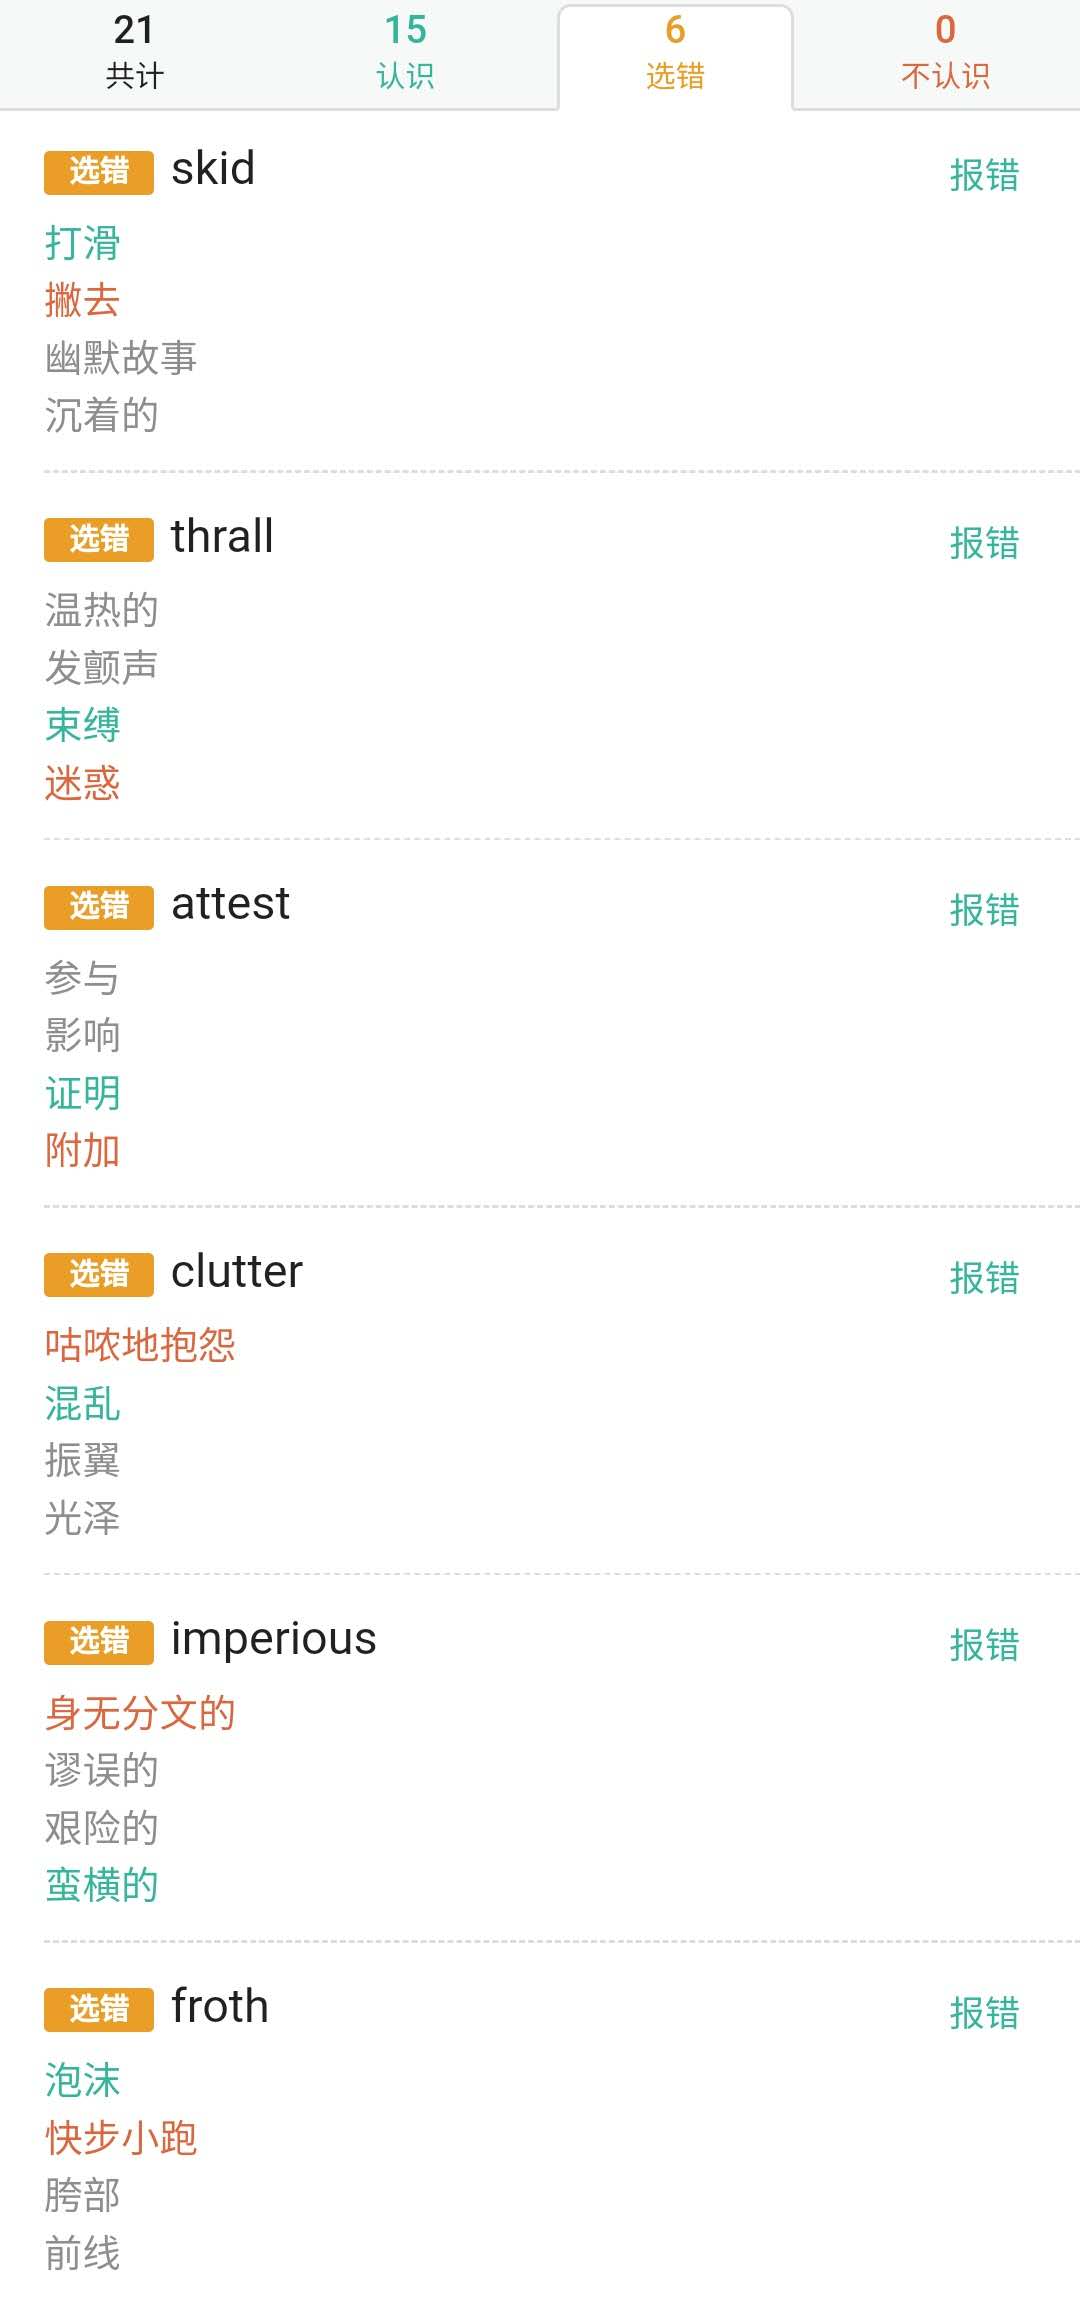 21 15 6 0
共计 认识 选错 不认识
选错 skid 报错
打滑
撇去
幽默故事
沉着的
选错 thrall 报错
温热的
发颤声
束缚
迷惑
选错 attest 报错
参与
影响
证明
附加
选错 clutter 报错
咕哝地抱怨
混乱
振翼
光泽
选错 imperious 报错
身无分文的
谬误的
艰险的
蛮横的
选错 froth 报错
泡沫
快步小跑
胯部
前线